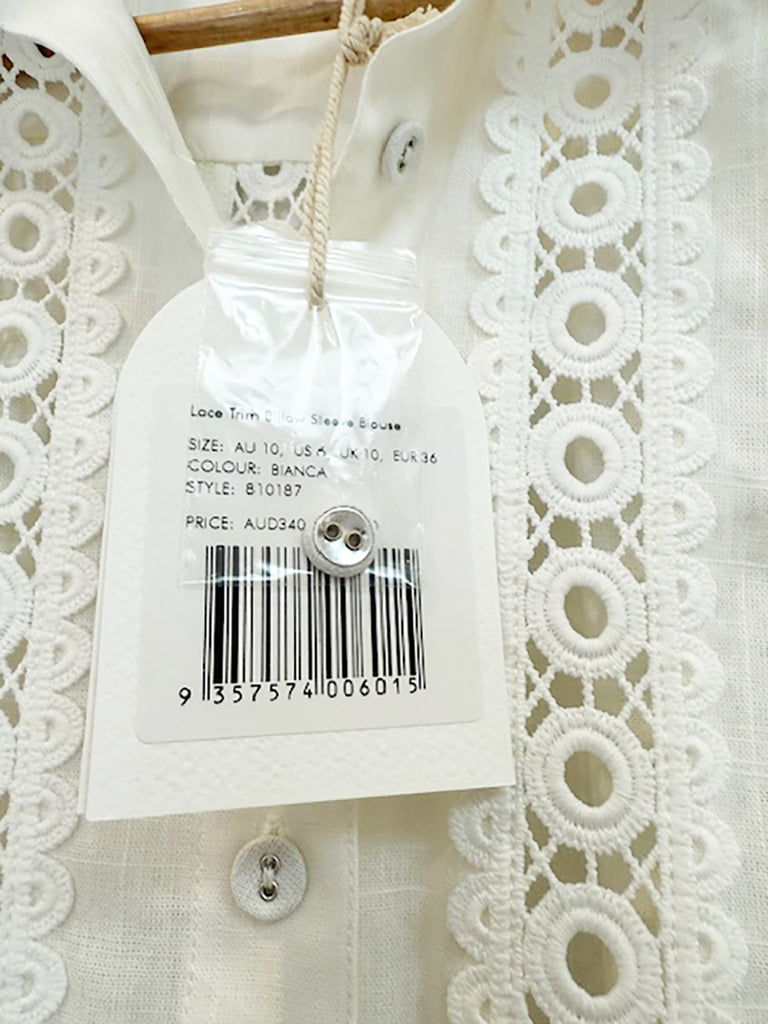 Lace Trim Billow Sleeve Blouse
SIZE: AU 10, US 6, UK 10, EUR 36
COLOUR: BIANCA
STYLE: 810187
PRICE: AUD340
9 357574 006015